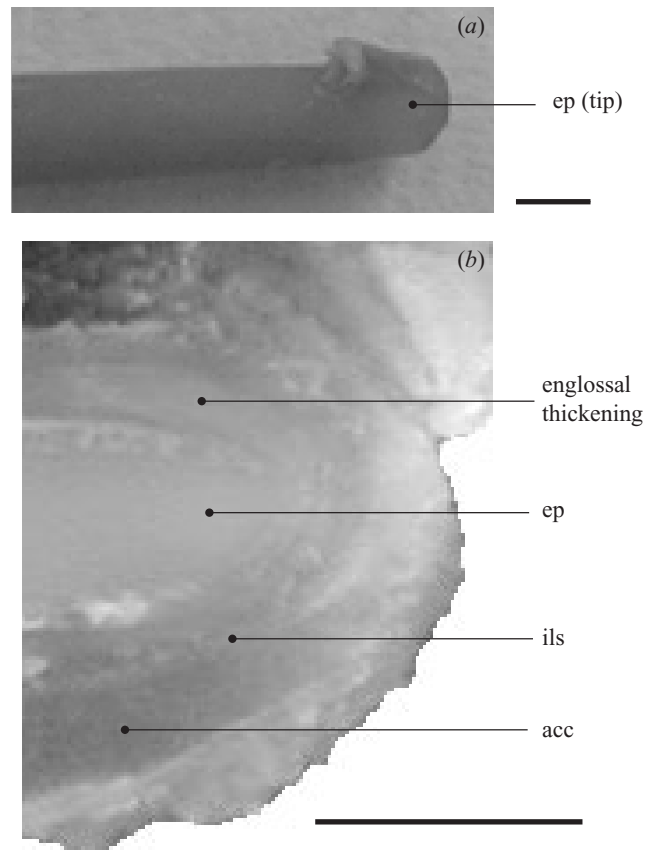 (a)
ep (tip)
(b)
englossal
thickening
ep
ils
acc